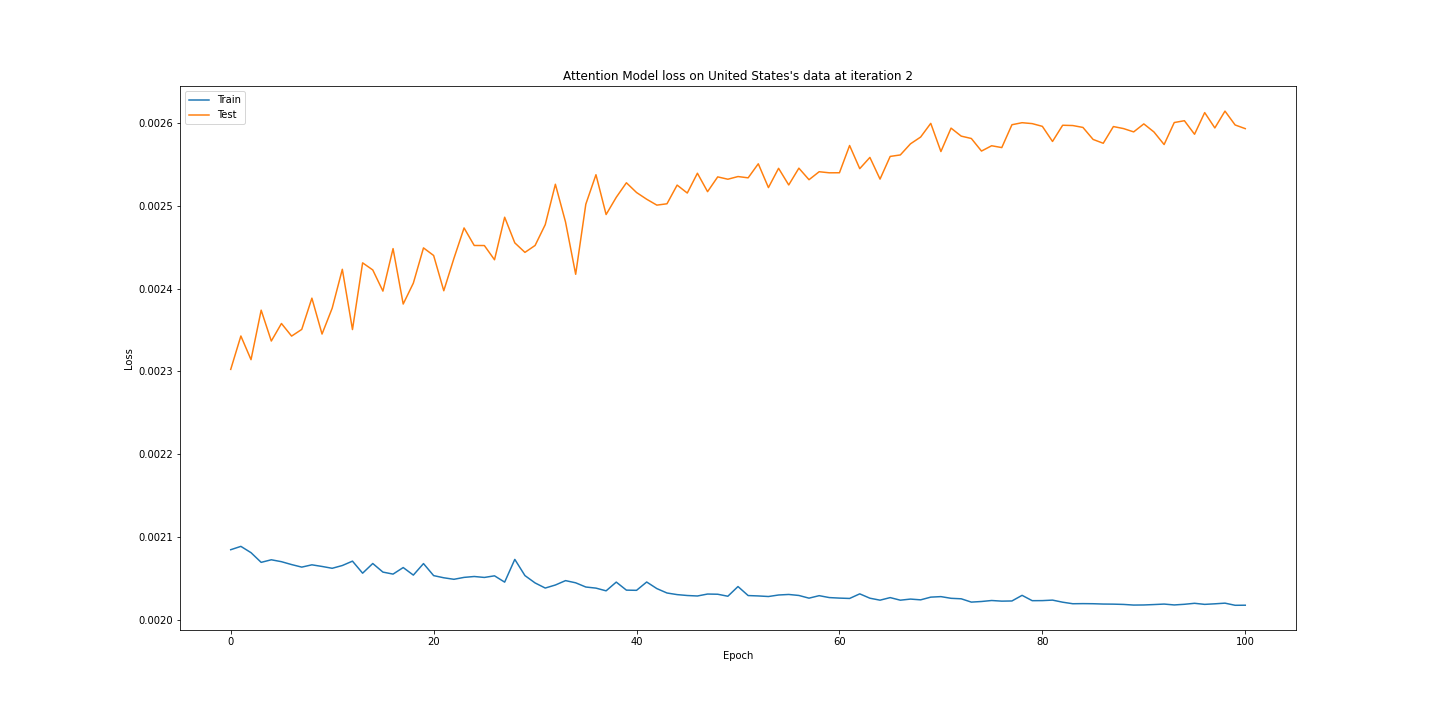 Attention Model loss on United States's data at iteration 2
Train
Test
0.0026
0.0025
0.0024
0.0023
0.0022
0.0021
0.0020
Loss
0 20 40 60 80 100
Epoch